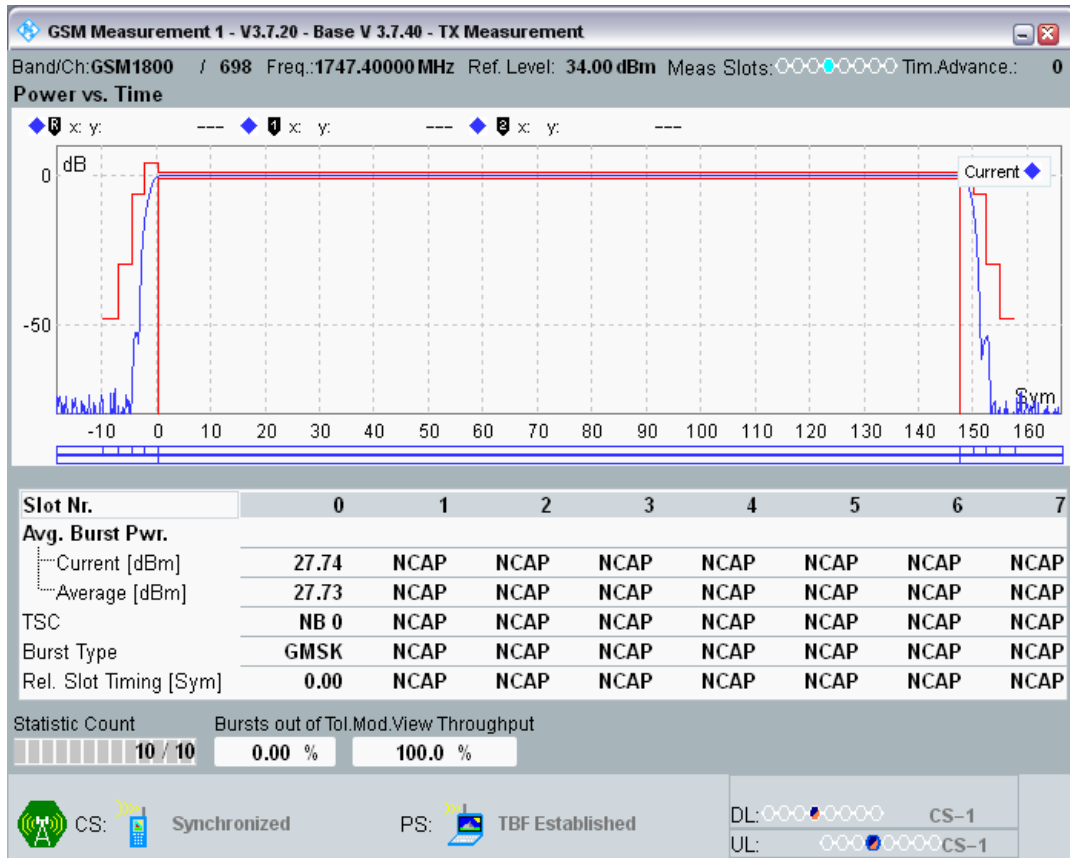 GSM Measurement 1 - V3.7.20 - Base V 3.7.40 - TX Measurement
Band/Ch:GSM1800 / 698 Freq.:1747.40000 MHz Ref. Level: 34.00 dBm Meas Slots: Tim.Advance.: 0
Power vs. Time
R x: y: --- 1 x: y: --- 2 x: y: ---
dB
Current
0
-50
Sym
-10 0 10 20 30 40 50 60 70 80 90 100 110 120 130 140 150 160
Slot Nr. 0 1 2 3 4 5 6 7
Avg. Burst Pwr.
Current [dBm] 27.74 NCAP NCAP NCAP NCAP NCAP NCAP NCAP
Average [dBm] 27.73 NCAP NCAP NCAP NCAP NCAP NCAP NCAP
TSC NB 0 NCAP NCAP NCAP NCAP NCAP NCAP NCAP
Burst Type GMSK NCAP NCAP NCAP NCAP NCAP NCAP NCAP
Rel. Slot Timing [Sym] 0.00 NCAP NCAP NCAP NCAP NCAP NCAP NCAP
Statistic Count Bursts out of Tol.Mod.View Throughput
10 / 10 0.00 % 100.0 %
CS: Synchronized PS: TBF Established
DL: CS-1
UL: CS-1